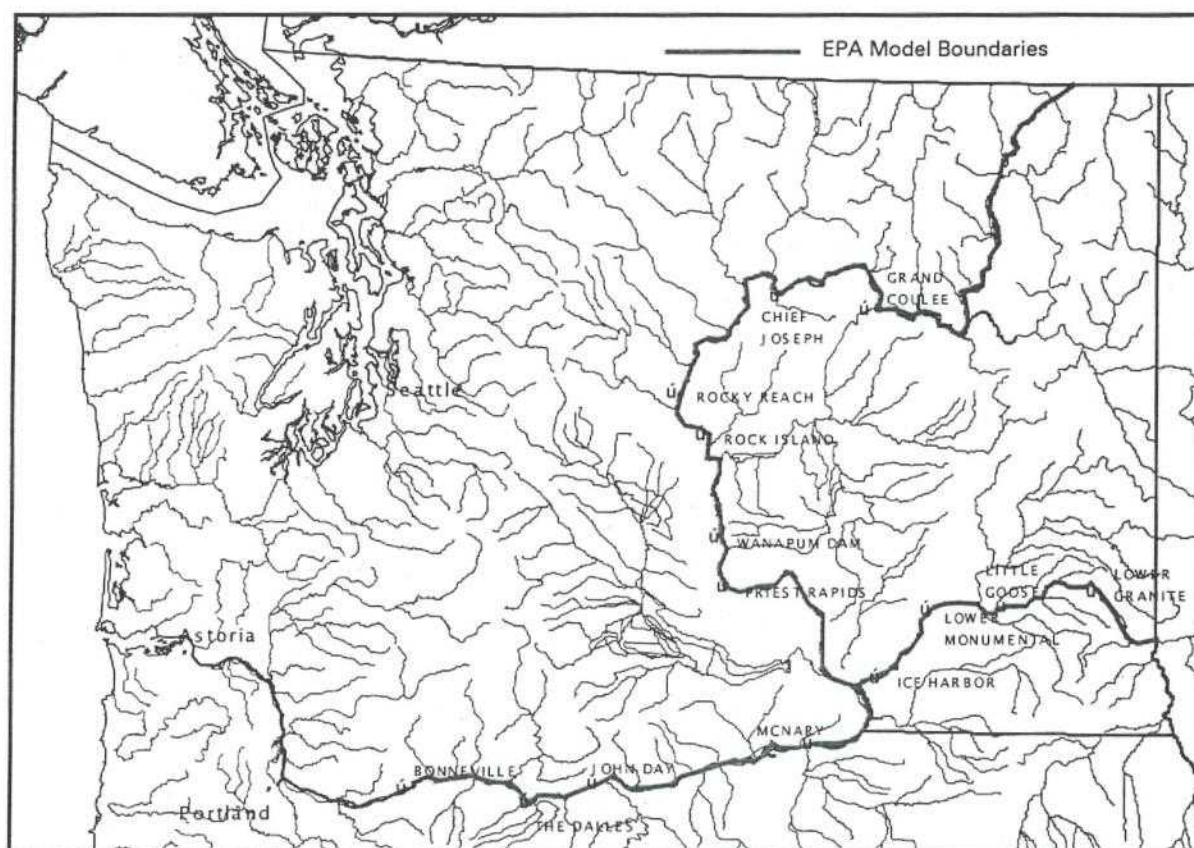 EPA Model Boundaries
GRAND
COULEE
CHIEF
JOSEPH
Seattle
ROCKY REACH
ROCK ISLAND
WANAPUM DAM
PRIEST RAPIDS
LITTLE
GOOSE
LOWER
GRANITE
LOWER
MONUMENTAL
Astoria
ICE HARBOR
MCNARY
JOHN DAY
BONNEVILLE
Portland
THE DALLES